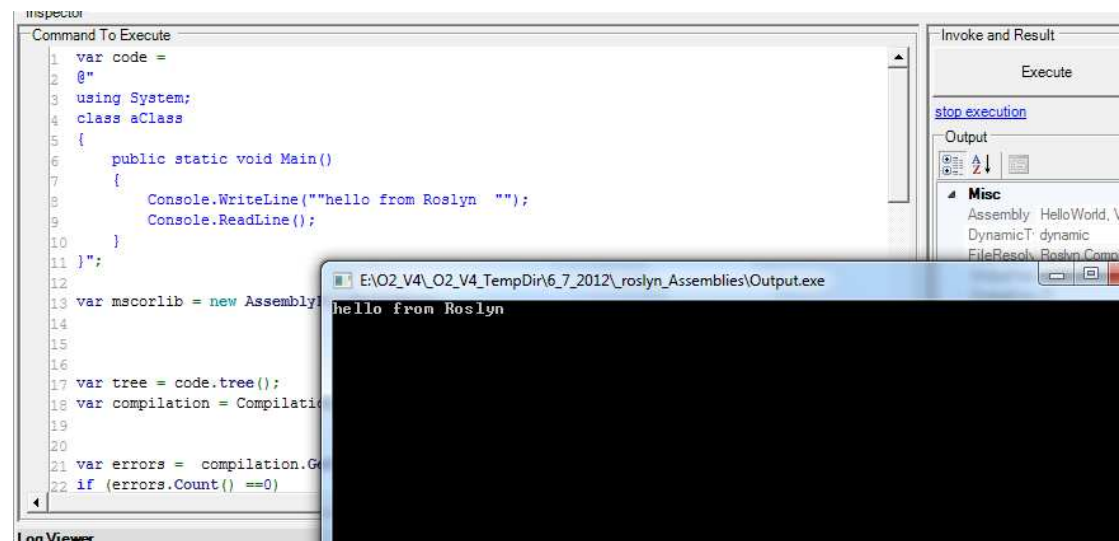 Inspector
Command To Execute
1 var code =
2 @"
3 using System;
4 class aClass
5 {
6 public static void Main()
7 {
8 Console.WriteLine(""hello from Roslyn "");
9 Console.ReadLine();
10 }
11 }";
12
13 var mscorlib = new Assembly
14
15
16
17 var tree = code.tree();
18 var compilation = Compilatio
19
20
21 var errors = compilation.Ge
22 if (errors.Count() ==0)
Log Viewer
Invoke and Result
Execute
stop execution
Output
Misc
Assembly HelloWorld, V
DynamicT dynamic
FileResolv Roslyn.Comp
E:\O2_V4\_O2_V4_TempDir\6_7_2012\_roslyn_Assemblies\Output.exe
hello from Roslyn